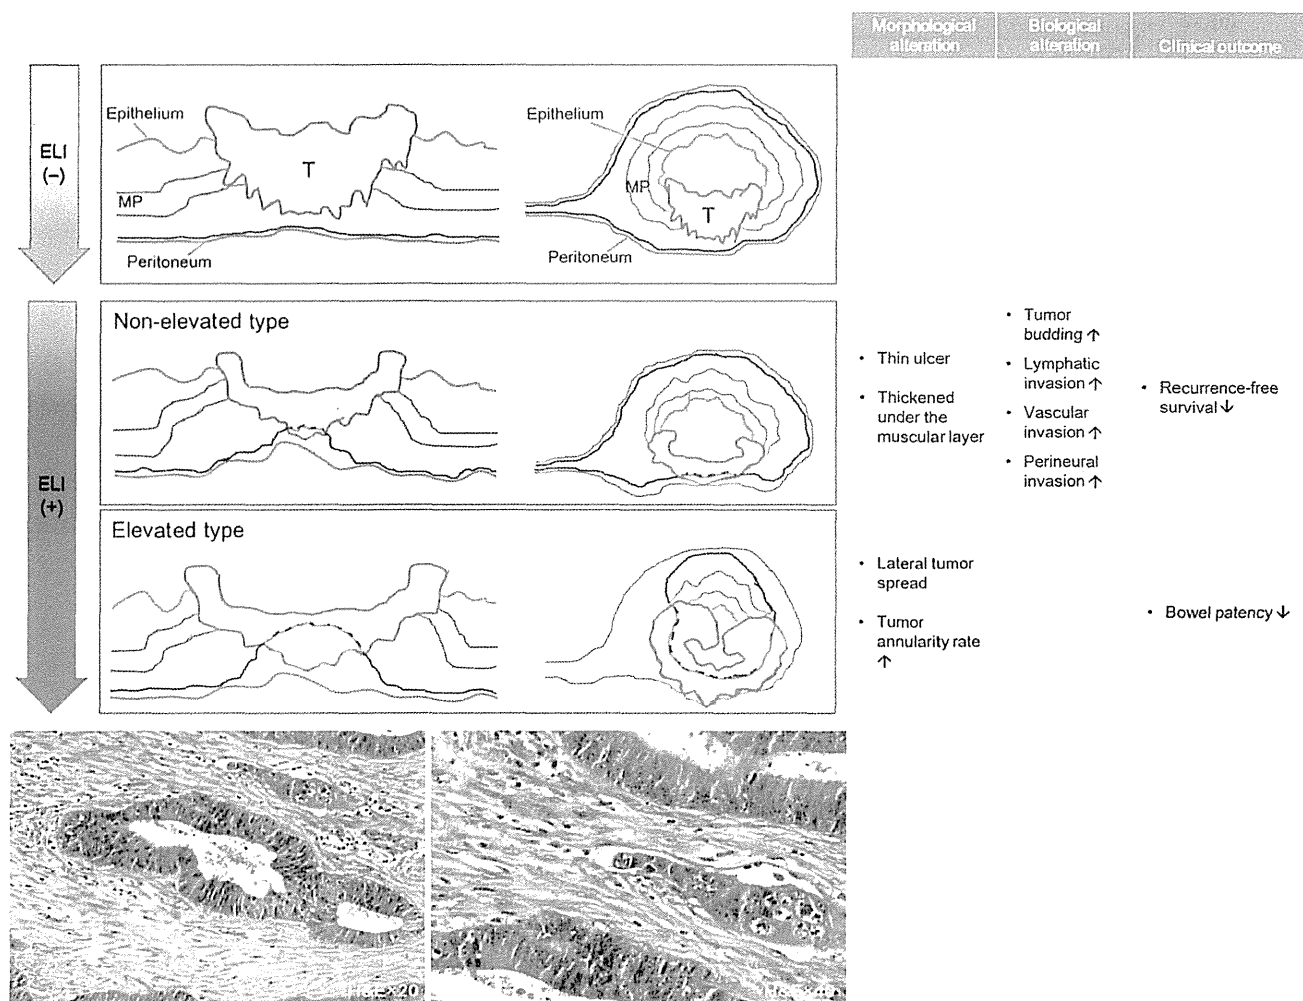 Morphological
alteration
Biological
alteration
Clinical outcome
ELI
(–)
Epithelium
T
MP
Peritoneum
Epithelium
MP
T
Peritoneum
ELI
(+)
Non-elevated type
• Thin ulcer
• Thickened
under the
muscular layer
• Tumor
budding ↑
• Lymphatic
invasion ↑
• Vascular
invasion ↑
• Perineural
invasion ↑
• Recurrence-free
survival ↓
Elevated type
• Lateral tumor
spread
• Tumor
annularity rate
↑
• Bowel patency ↓
H&E ×20